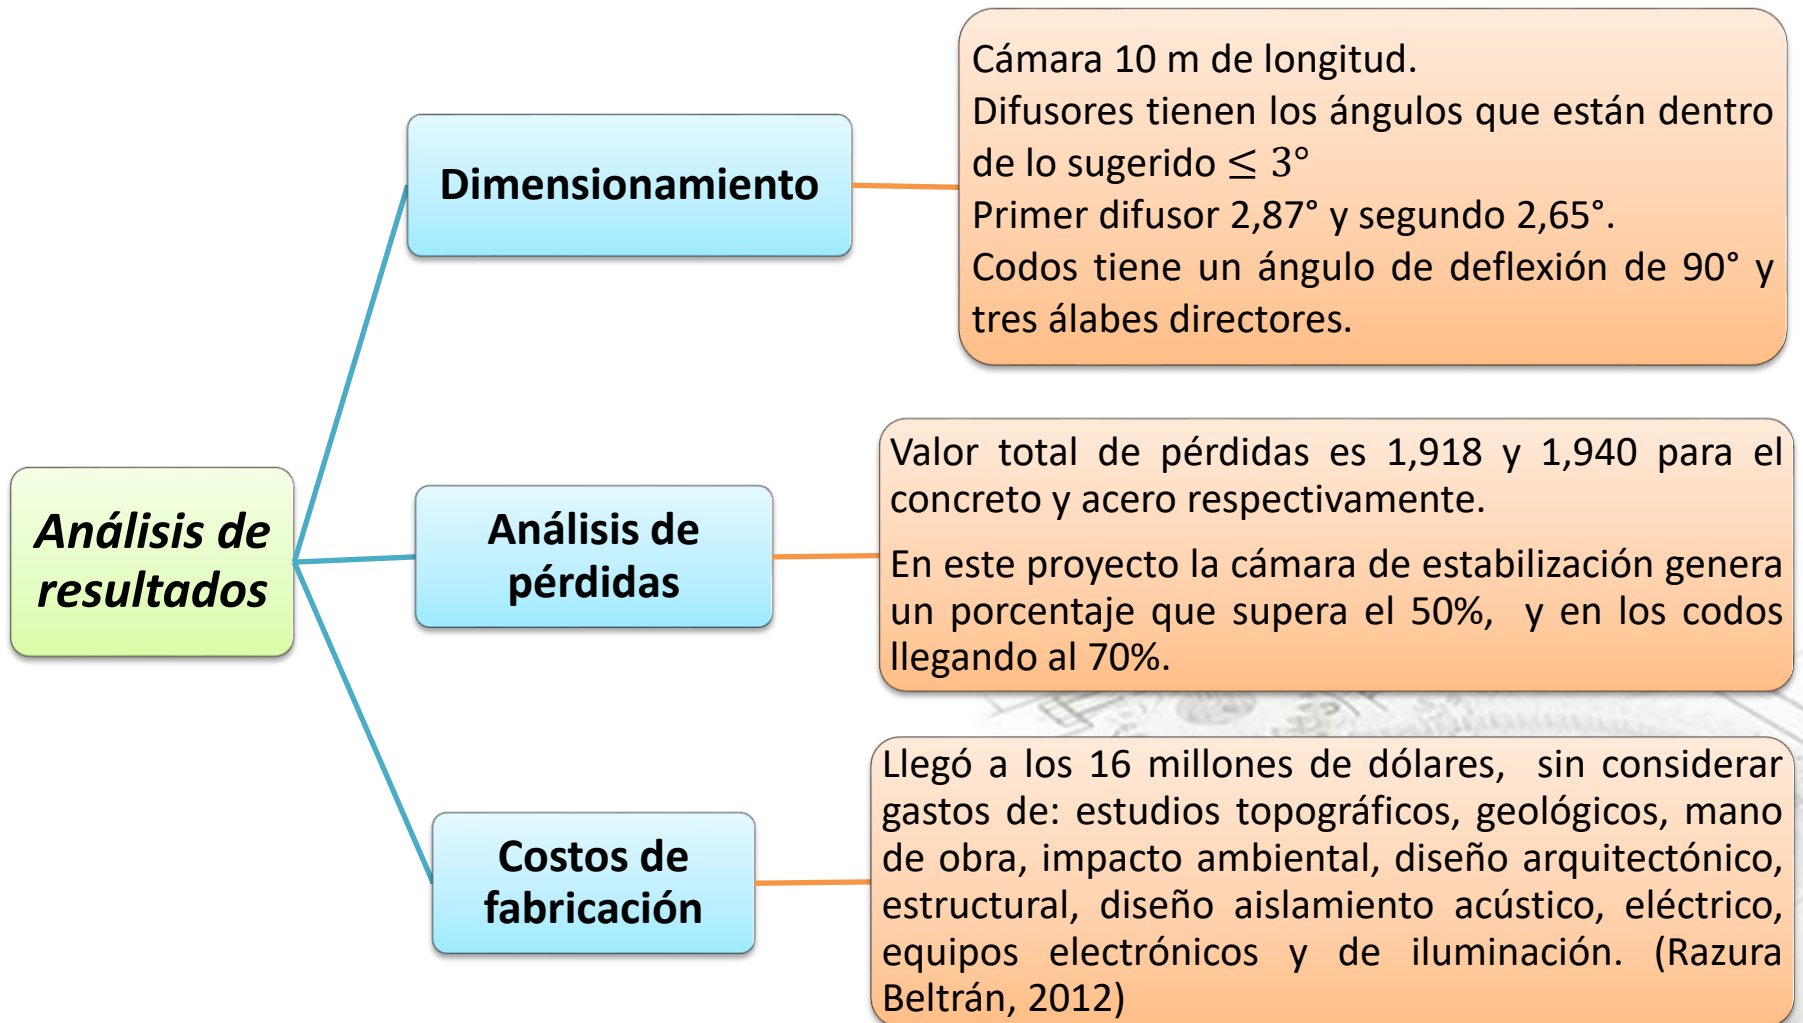 Análisis de
resultados
Dimensionamiento
Cámara 10 m de longitud.
Difusores tienen los ángulos que están dentro
de lo sugerido ≤ 3°
Primer difusor 2,87° y segundo 2,65°.
Codos tiene un ángulo de deflexión de 90° y
tres álabes directores.
Análisis de
pérdidas
Valor total de pérdidas es 1,918 y 1,940 para el
concreto y acero respectivamente.
En este proyecto la cámara de estabilización genera
un porcentaje que supera el 50%, y en los codos
llegando al 70%.
Costos de
fabricación
Llegó a los 16 millones de dólares, sin considerar
gastos de: estudios topográficos, geológicos, mano
de obra, impacto ambiental, diseño arquitectónico,
estructural, diseño aislamiento acústico, eléctrico,
equipos electrónicos y de iluminación. (Razura
Beltrán, 2012)